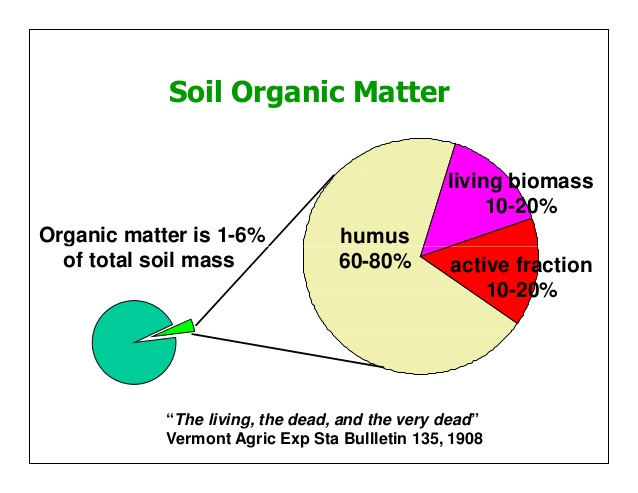 Soil Organic Matter
living biomass
10-20%
Organic matter is 1-6%
of total soil mass
humus
60-80%
active fraction
10-20%
“The living, the dead, and the very dead”
Vermont Agric Exp Sta Bullletin 135, 1908